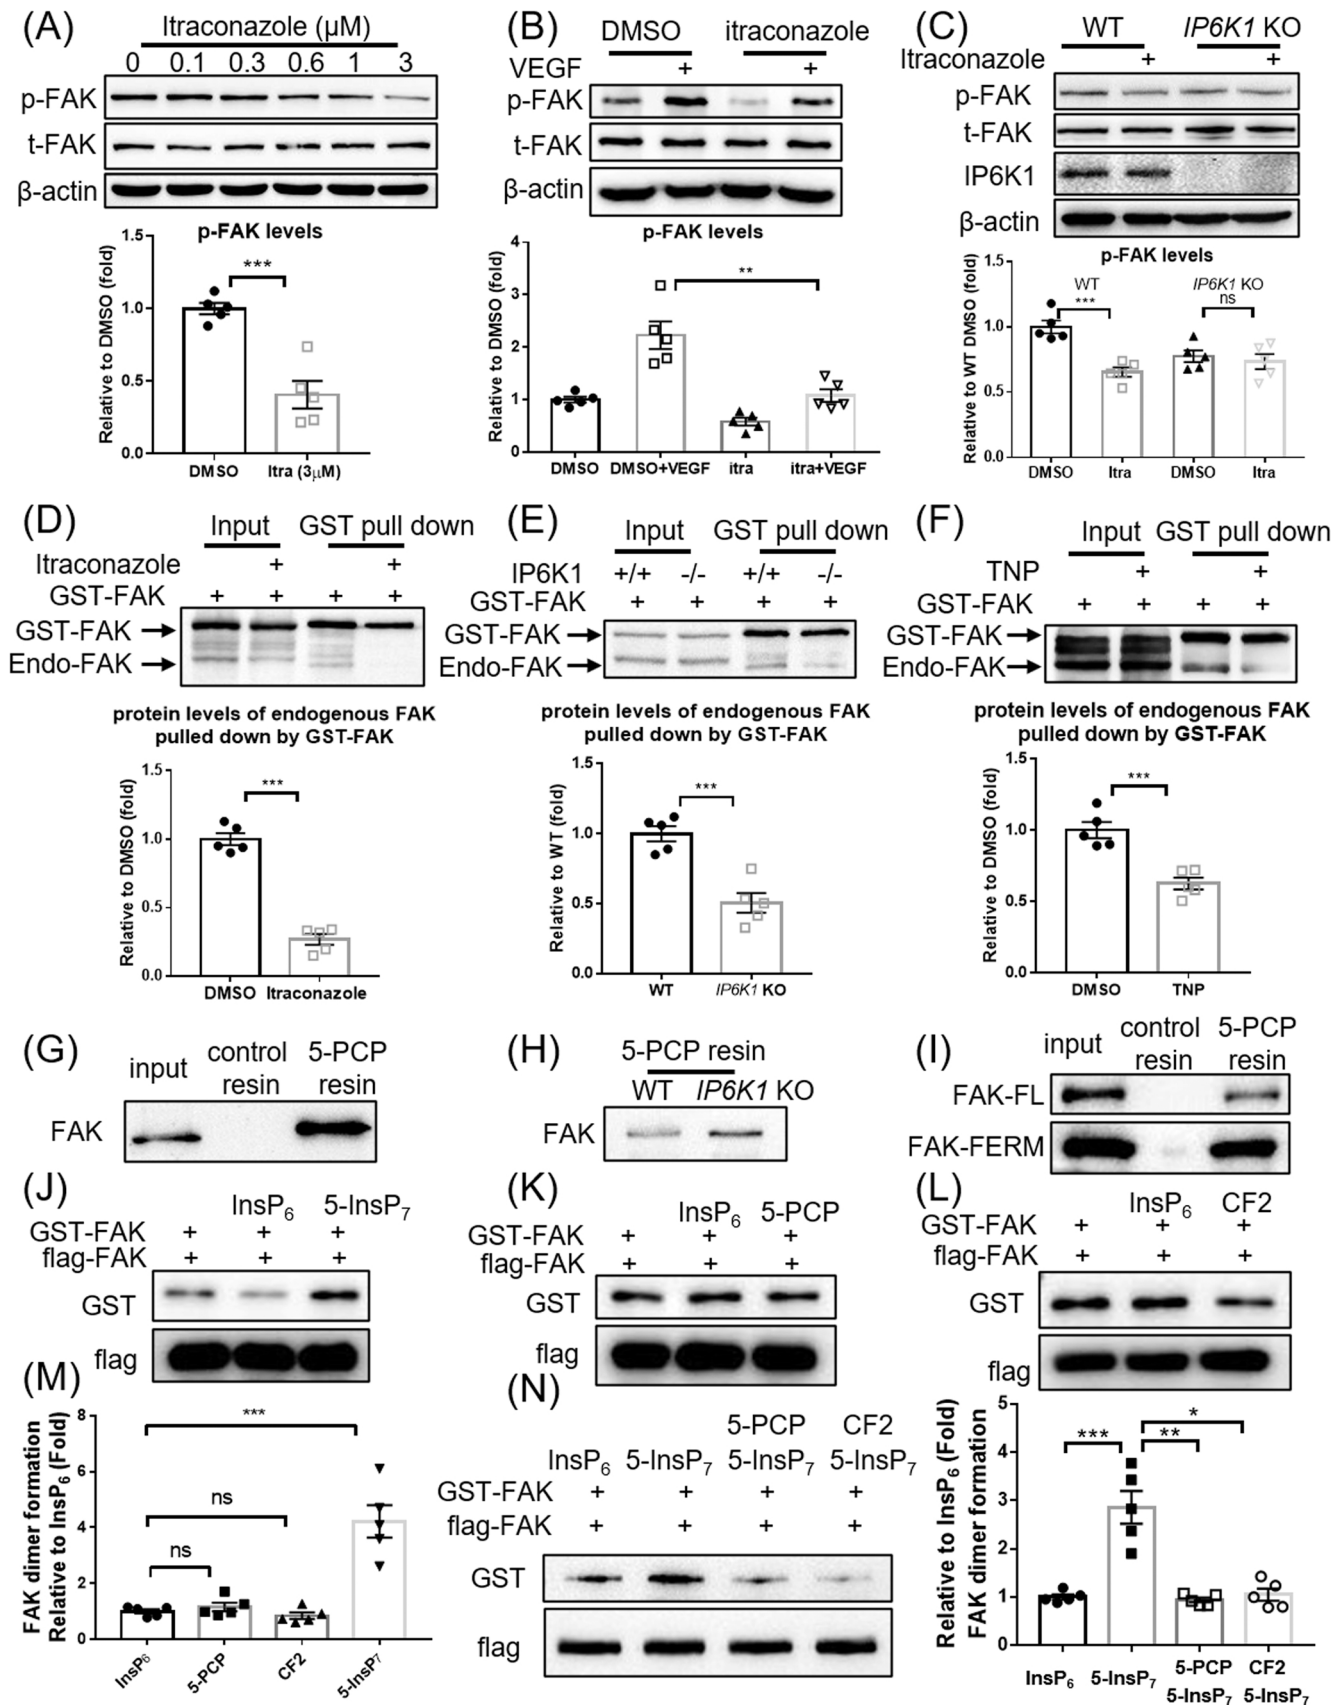 (A)
Itraconazole (μM)
0 0.1 0.3 0.6 1 3
p-FAK
t-FAK
β-actin
p-FAK levels
Relative to DMSO (fold)
1.5
1.0
0.5
0.0
***
DMSO Itra (3μM)
(B)
DMSO itraconazole
VEGF + +
p-FAK
t-FAK
β-actin
p-FAK levels
Relative to DMSO (fold)
4
3
2
1
0
**
DMSO DMSO+VEGF itra itra+VEGF
(C)
WT IP6K1 KO
Itraconazole + +
p-FAK
t-FAK
IP6K1
β-actin
p-FAK levels
Relative to WT DMSO (fold)
1.5
1.0
0.5
0.0
WT IP6K1 KO
*** ns
DMSO Itra DMSO Itra
(D)
Input GST pull down
Itraconazole + +
GST-FAK + + + +
GST-FAK
Endo-FAK
protein levels of endogenous FAK
pulled down by GST-FAK
Relative to DMSO (fold)
1.5
1.0
0.5
0.0
***
DMSO Itraconazole
(E)
Input GST pull down
IP6K1 +/+ -/- +/+ -/-
GST-FAK + + + +
GST-FAK
Endo-FAK
protein levels of endogenous FAK
pulled down by GST-FAK
Relative to WT (fold)
1.5
1.0
0.5
0.0
***
WT IP6K1 KO
(F)
Input GST pull down
TNP + +
GST-FAK + + + +
GST-FAK
Endo-FAK
protein levels of endogenous FAK
pulled down by GST-FAK
Relative to DMSO (fold)
1.5
1.0
0.5
0.0
***
DMSO TNP
(G)
input control resin 5-PCP resin
FAK
(H)
5-PCP resin
WT IP6K1 KO
FAK
(I)
input control resin 5-PCP resin
FAK-FL
FAK-FERM
(J)
InsP₆ 5-InsP₇
GST-FAK + + +
flag-FAK + + +
GST
flag
(K)
InsP₆ 5-PCP
GST-FAK + + +
flag-FAK + + +
GST
flag
(L)
InsP₆ CF2
GST-FAK + + +
flag-FAK + + +
GST
flag
(M)
FAK dimer formation
Relative to InsP₆ (Fold)
8
6
4
2
0
***
ns
ns
InsP₆ 5-PCP CF2 5-InsP₇
(N)
5-PCP CF2
InsP₆ 5-InsP₇ 5-InsP₇ 5-InsP₇
GST-FAK + + + +
flag-FAK + + + +
GST
flag
Relative to InsP₆ (Fold)
FAK dimer formation
5
4
3
2
1
0
*
*** **
InsP₆ 5-InsP₇ 5-PCP CF2
5-InsP₇ 5-InsP₇